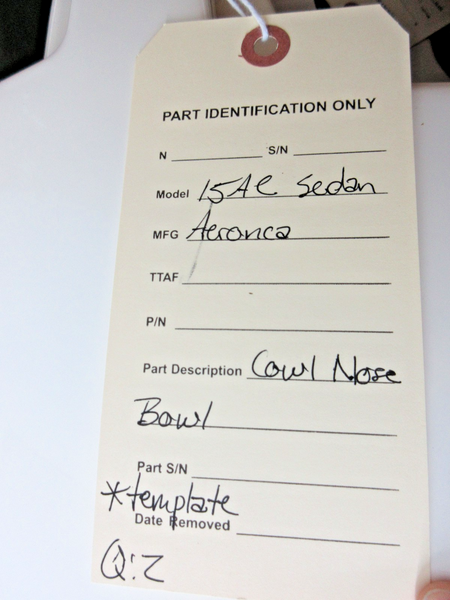 PART IDENTIFICATION ONLY
N S/N
Model 15AC Sedan
MFG Aeronca
TTAF
P/N
Part Description Cowl Nose
Bowl
Part S/N
*template
Date Removed
Q:2